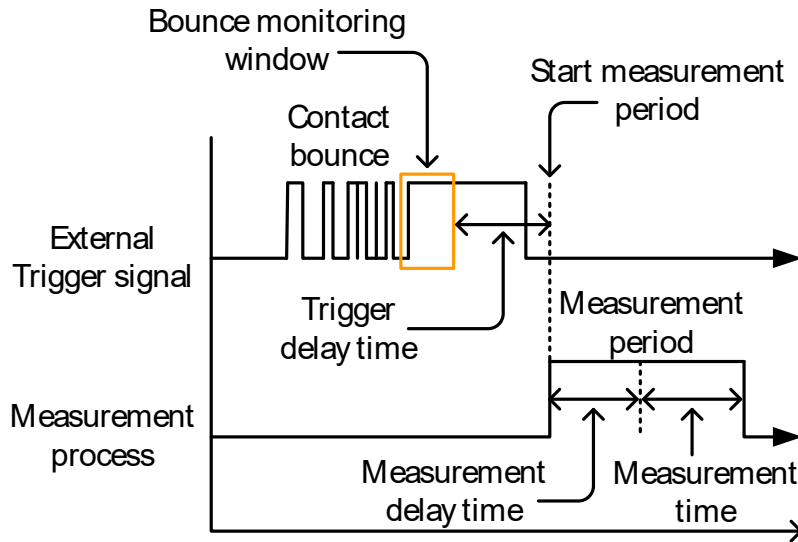 Bounce monitoring
window
Start measurement
period
Contact
bounce
External
Trigger signal
Trigger
delay time
Measurement
period
Measurement
process
Measurement
delay time
Measurement
time